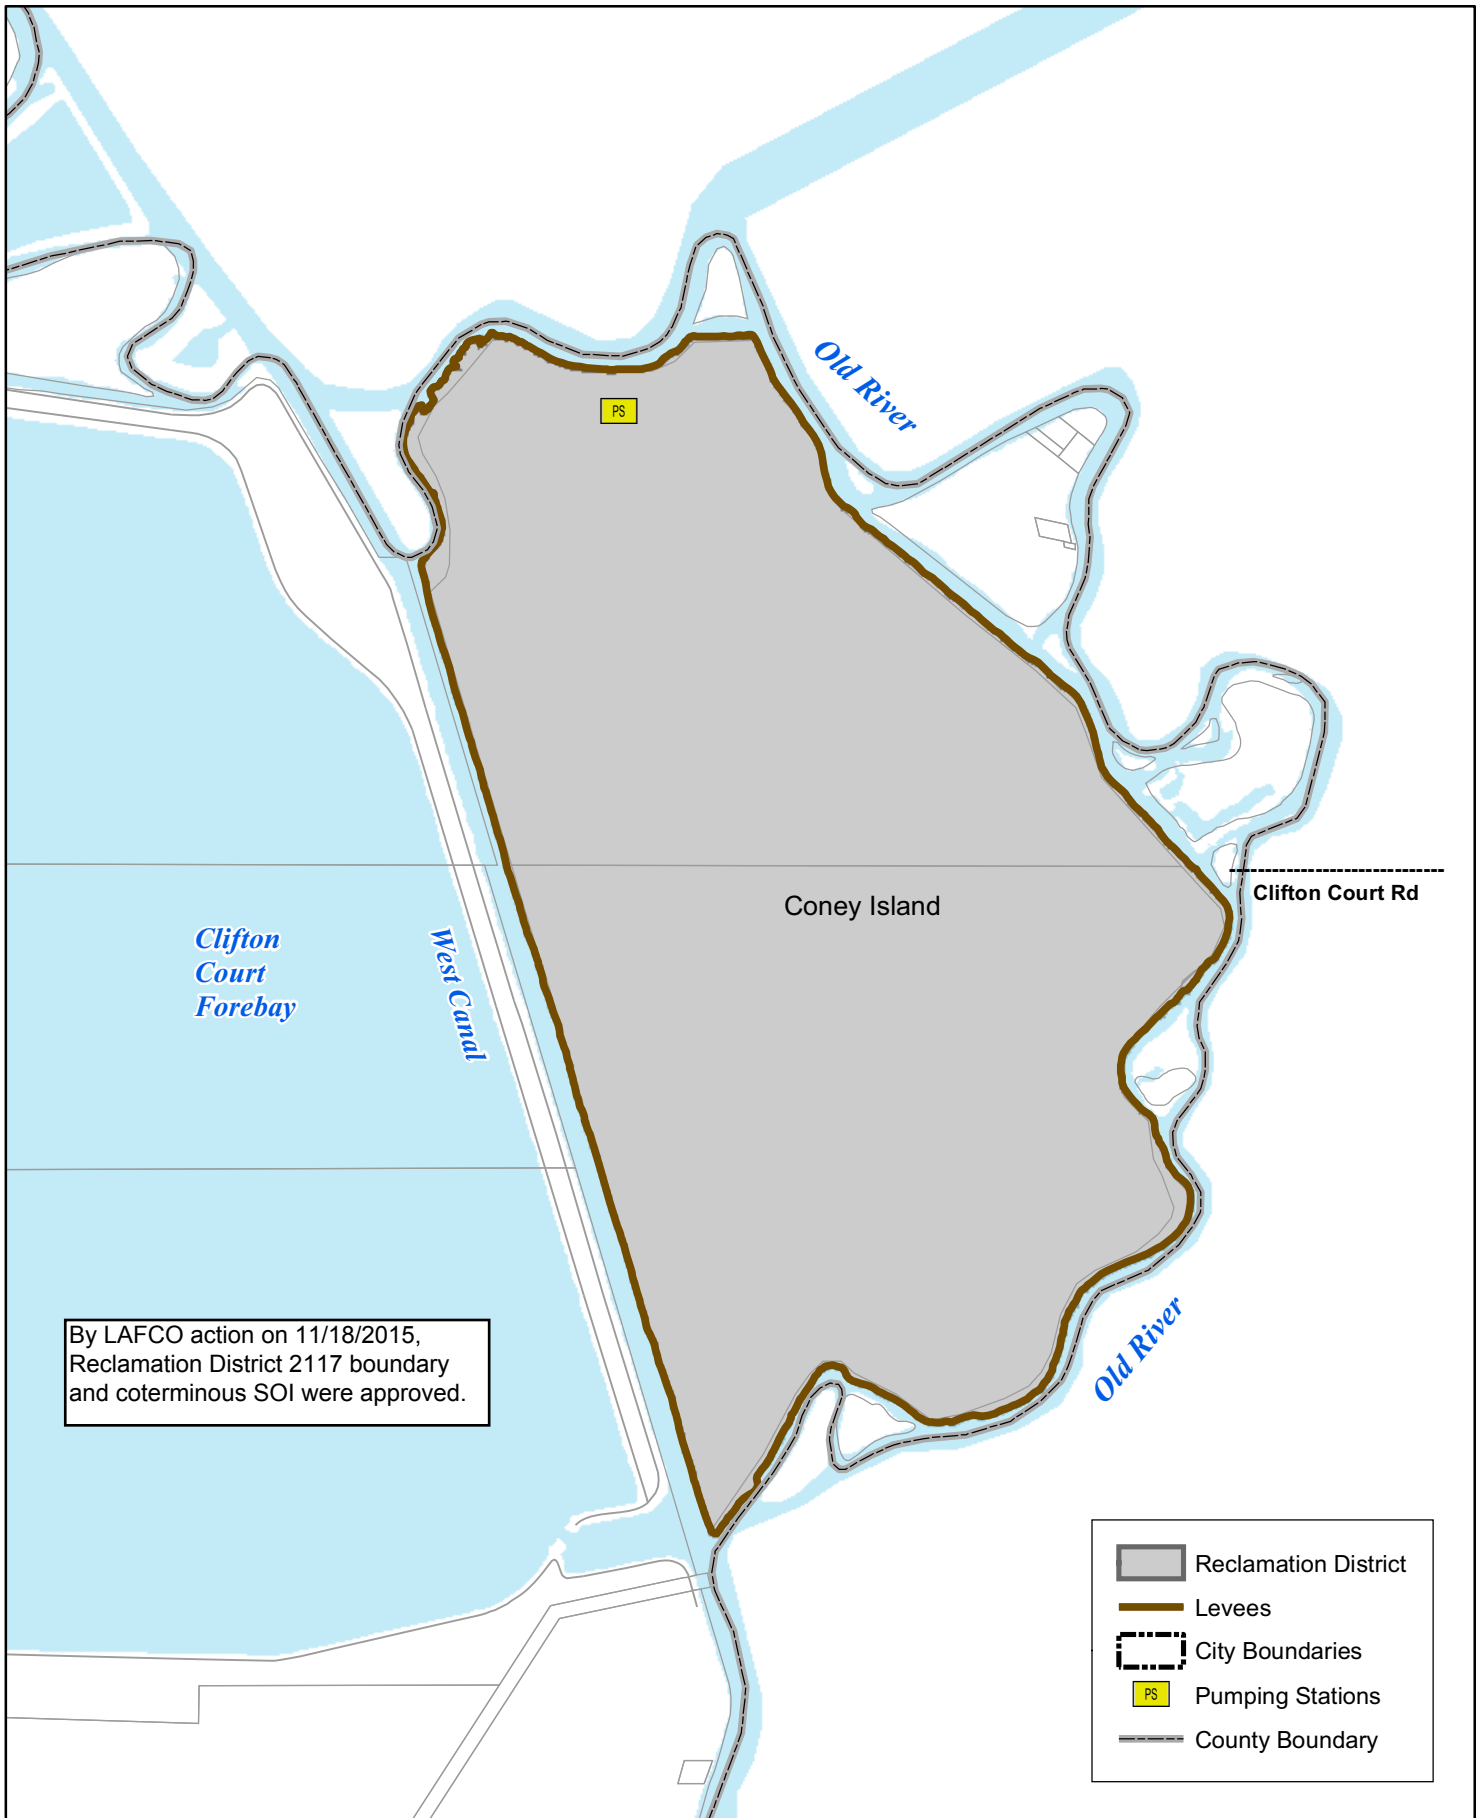 Old River
PS
Coney Island
Clifton Court Rd
Clifton
Court
Forebay
West Canal
Old River
By LAFCO action on 11/18/2015,
Reclamation District 2117 boundary
and coterminous SOI were approved.
Reclamation District
Levees
City Boundaries
PS Pumping Stations
County Boundary